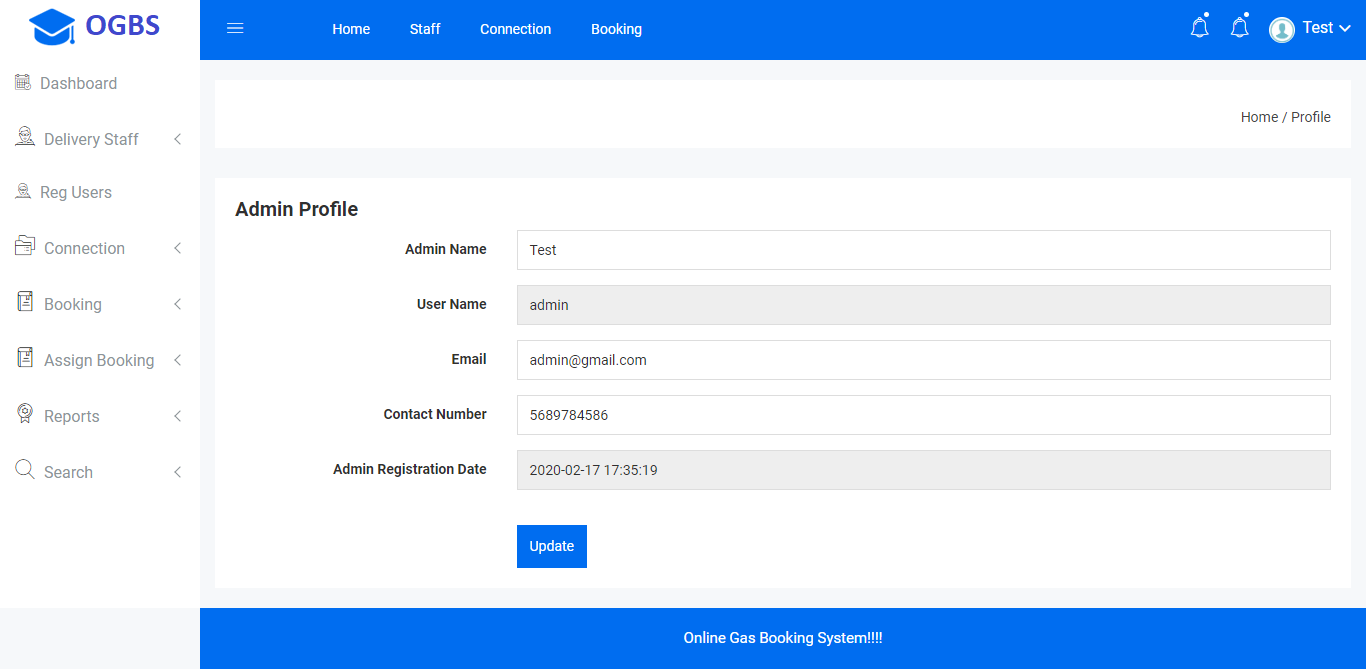 OGBS
Home Staff Connection Booking
Test
Dashboard
Delivery Staff
Reg Users
Connection
Booking
Assign Booking
Reports
Search
Home / Profile
Admin Profile
Admin Name Test
User Name admin
Email admin@gmail.com
Contact Number 5689784586
Admin Registration Date 2020-02-17 17:35:19
Update
Online Gas Booking System!!!!